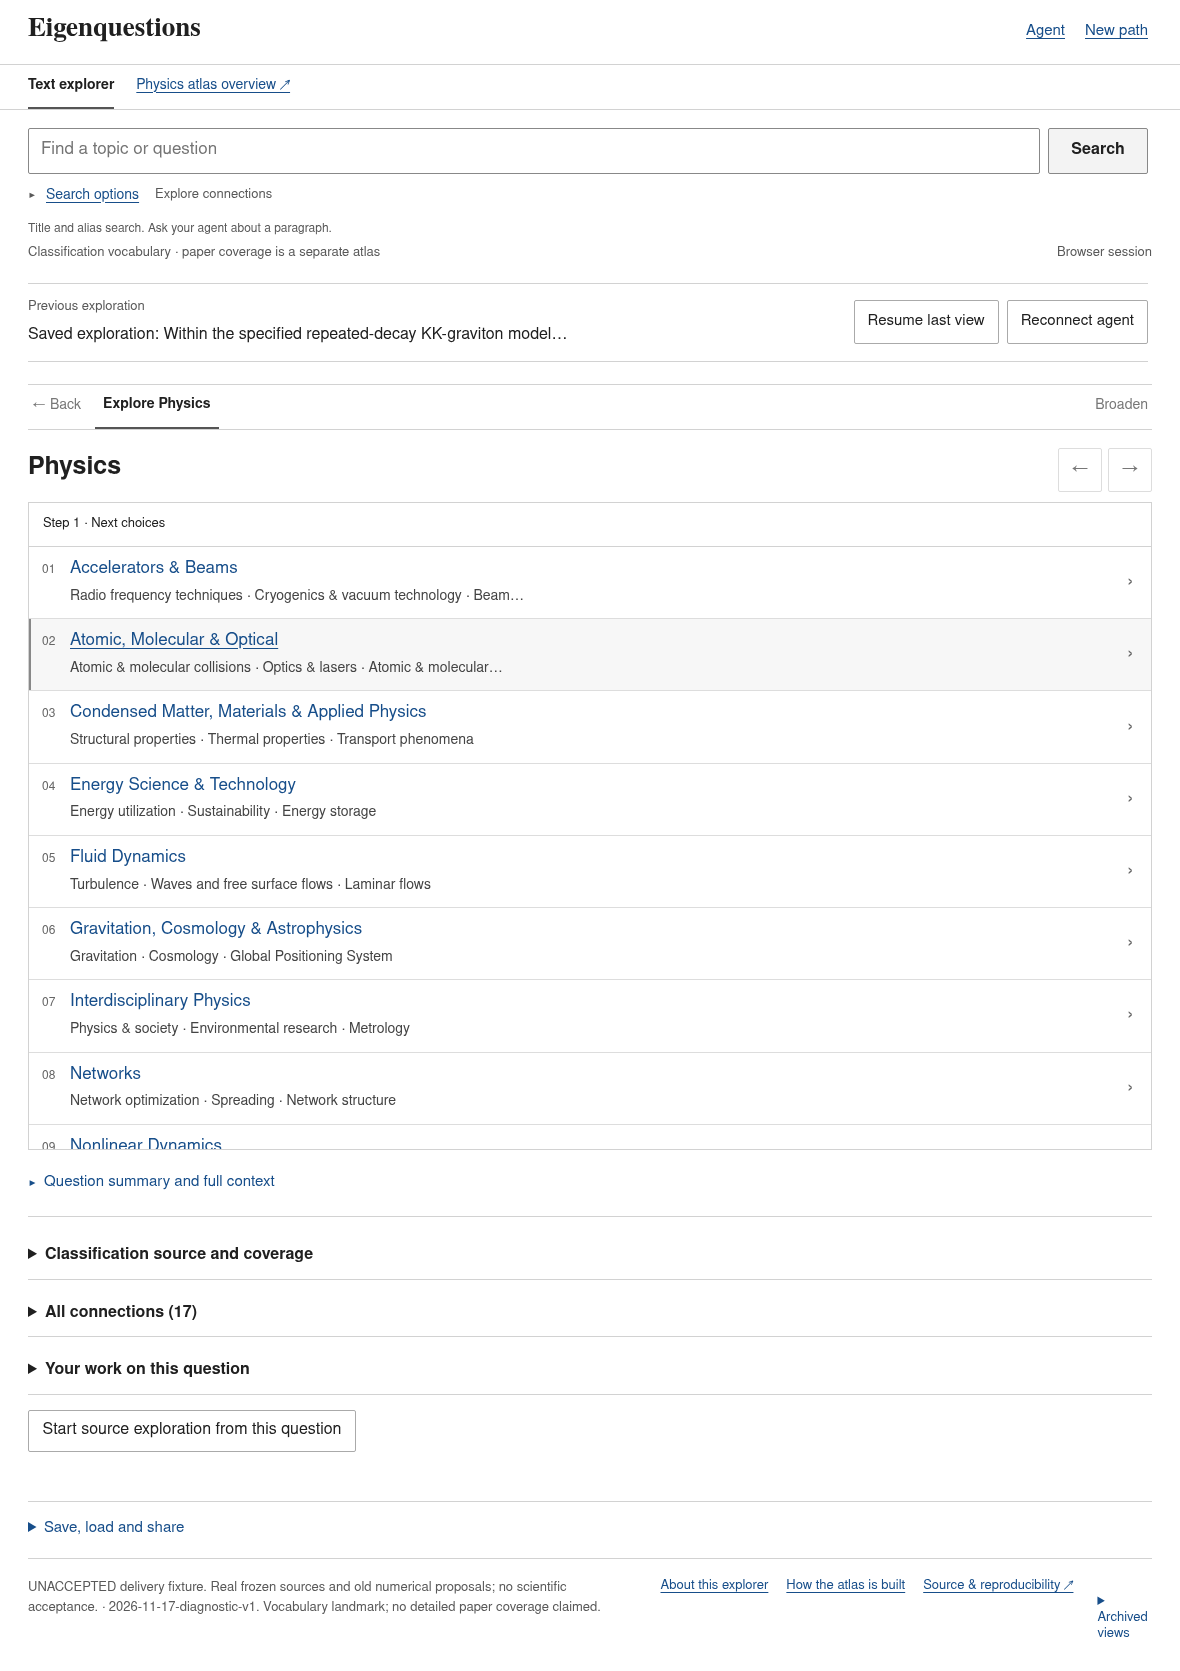 Eigenquestions
Agent New path
Text explorer Physics atlas overview ↗
Find a topic or question Search
▸ Search options Explore connections
Title and alias search. Ask your agent about a paragraph.
Classification vocabulary · paper coverage is a separate atlas Browser session
Previous exploration
Saved exploration: Within the specified repeated-decay KK-graviton model…
Resume last view Reconnect agent
← Back Explore Physics Broaden
Physics ← →
Step 1 · Next choices
01 Accelerators & Beams
Radio frequency techniques · Cryogenics & vacuum technology · Beam… ›
02 Atomic, Molecular & Optical
Atomic & molecular collisions · Optics & lasers · Atomic & molecular… ›
03 Condensed Matter, Materials & Applied Physics
Structural properties · Thermal properties · Transport phenomena ›
04 Energy Science & Technology
Energy utilization · Sustainability · Energy storage ›
05 Fluid Dynamics
Turbulence · Waves and free surface flows · Laminar flows ›
06 Gravitation, Cosmology & Astrophysics
Gravitation · Cosmology · Global Positioning System ›
07 Interdisciplinary Physics
Physics & society · Environmental research · Metrology ›
08 Networks
Network optimization · Spreading · Network structure ›
09 Nonlinear Dynamics
▸ Question summary and full context
▶ Classification source and coverage
▶ All connections (17)
▶ Your work on this question
Start source exploration from this question
▶ Save, load and share
UNACCEPTED delivery fixture. Real frozen sources and old numerical proposals; no scientific
acceptance. · 2026-11-17-diagnostic-v1. Vocabulary landmark; no detailed paper coverage claimed.
About this explorer How the atlas is built Source & reproducibility ↗
▶ Archived
views